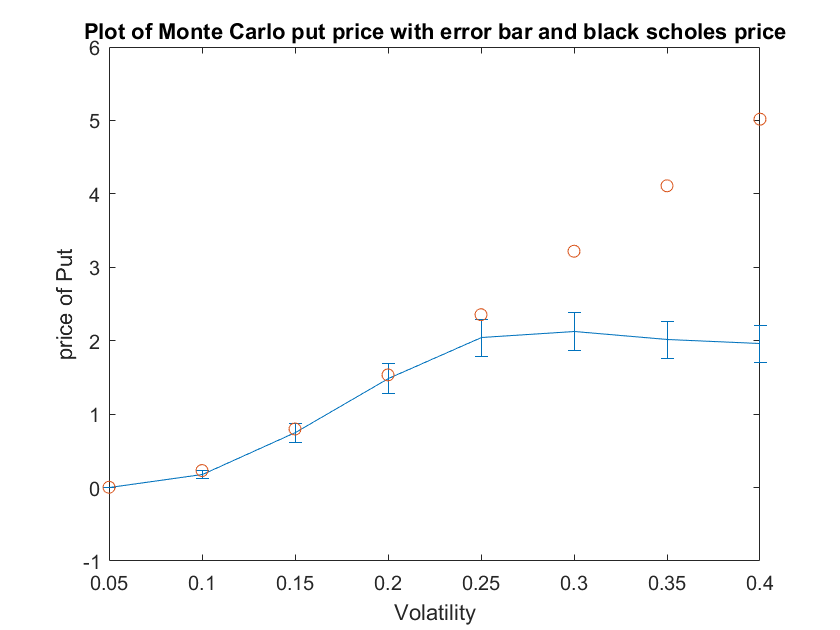 Plot of Monte Carlo put price with error bar and black scholes price
6
5
4
3
2
1
0
-1
price of Put
0.05 0.1 0.15 0.2 0.25 0.3 0.35 0.4
Volatility